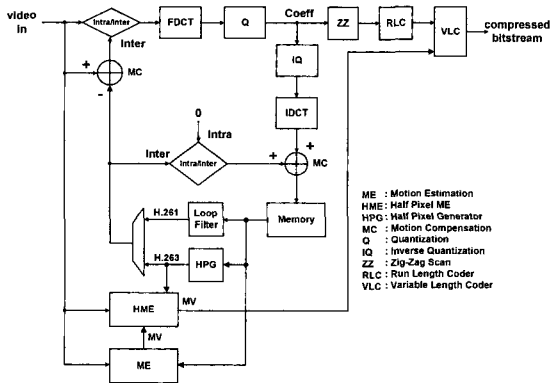 video in
Intra/Inter
FDCT
Q
Coeff
ZZ
RLC
VLC
compressed bitstream
Inter
+
MC
-
IQ
IDCT
0
Intra
Inter
Intra/Inter
+
+
MC
Memory
H.261
Loop Filter
H.263
HPG
HME
MV
MV
ME
ME : Motion Estimation
HME : Half Pixel ME
HPG : Half Pixel Generator
MC : Motion Compensation
Q : Quantization
IQ : Inverse Quantization
ZZ : Zig-Zag Scan
RLC : Run Length Coder
VLC : Variable Length Coder